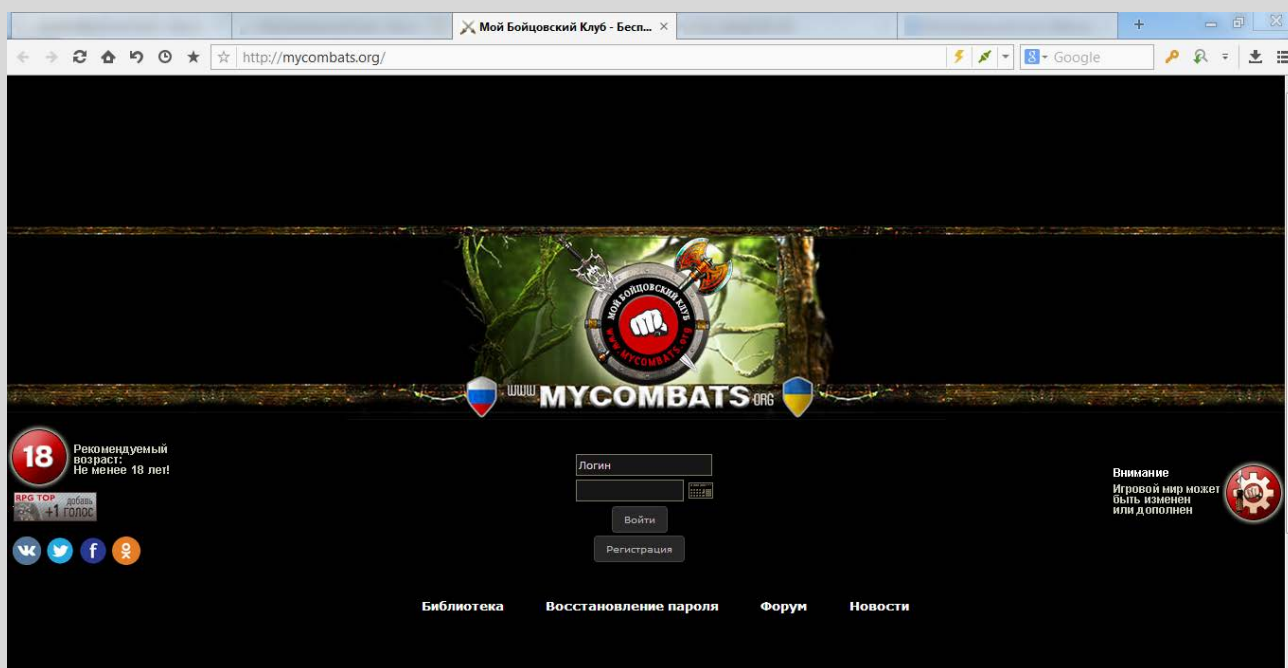 Мой Бойцовский Клуб - Бесп...
http://mycombats.org/
Google
МОЙ БОЙЦОВСКИЙ КЛУБ
www.MYCOMBATS.org
WWW.MYCOMBATS.ORG
18
Рекомендуемый
возраст:
Не менее 18 лет!
RPG TOP добавь
+1 голос
Логин
Внимание
Игровой мир может
быть изменен
или дополнен
Войти
Регистрация
Библиотека Восстановление пароля Форум Новости